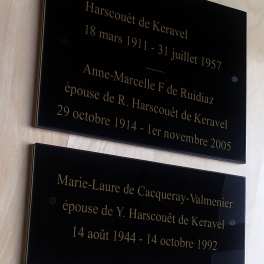 Harscouët de Keravel
18 mars 1911 - 31 juillet 1957
Anne-Marcelle F de Ruidiaz
épouse de R. Harscouët de Keravel
29 octobre 1914 - 1er novembre 2005
Marie-Laure de Cacqueray-Valmenier
épouse de Y. Harscouët de Keravel
14 août 1944 - 14 octobre 1992